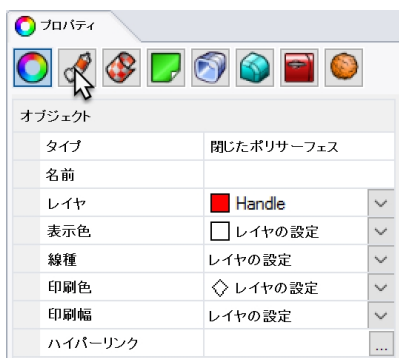 プロパティ
オブジェクト
タイプ 閉じたポリサーフェス
名前
レイヤ Handle
表示色 レイヤの設定
線種 レイヤの設定
印刷色 レイヤの設定
印刷幅 レイヤの設定
ハイパーリンク ...